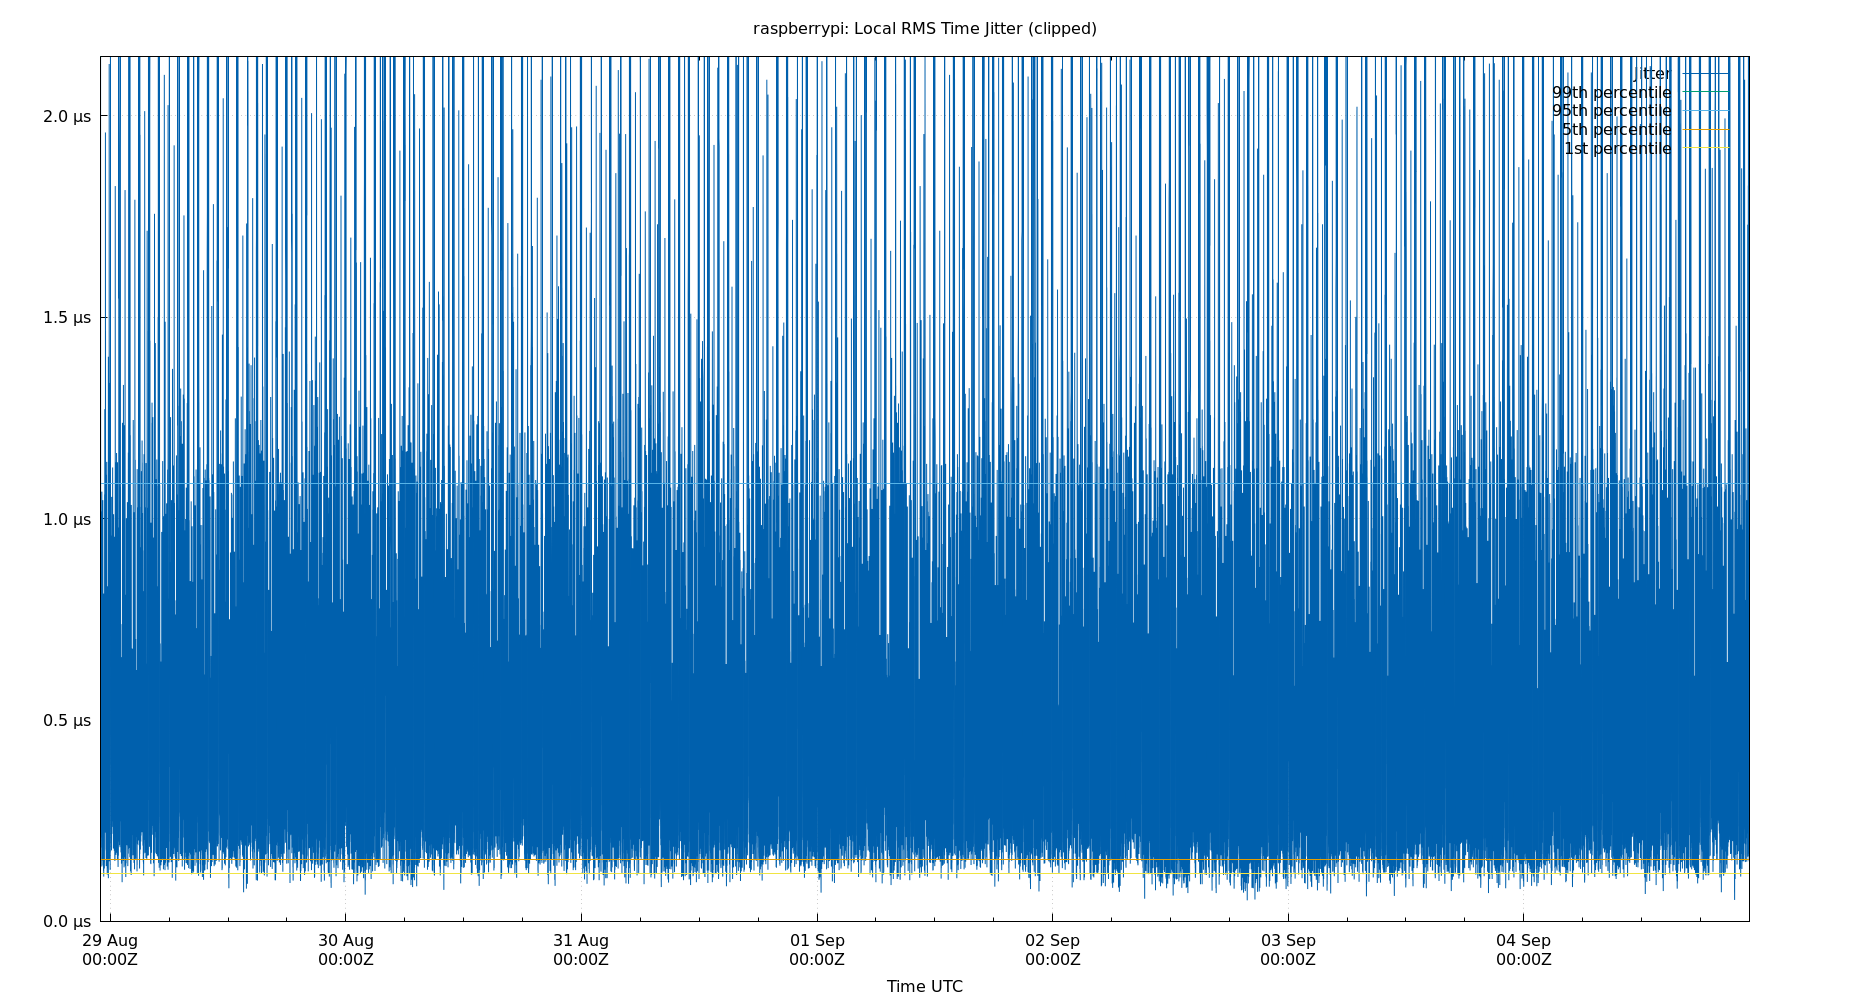 raspberrypi: Local RMS Time Jitter (clipped)
jitter
99th percentile
95th percentile
5th percentile
1st percentile
2.0 µs
1.5 µs
1.0 µs
0.5 µs
0.0 µs
29 Aug 30 Aug 31 Aug 01 Sep 02 Sep 03 Sep 04 Sep
00:00Z 00:00Z 00:00Z 00:00Z 00:00Z 00:00Z 00:00Z
Time UTC